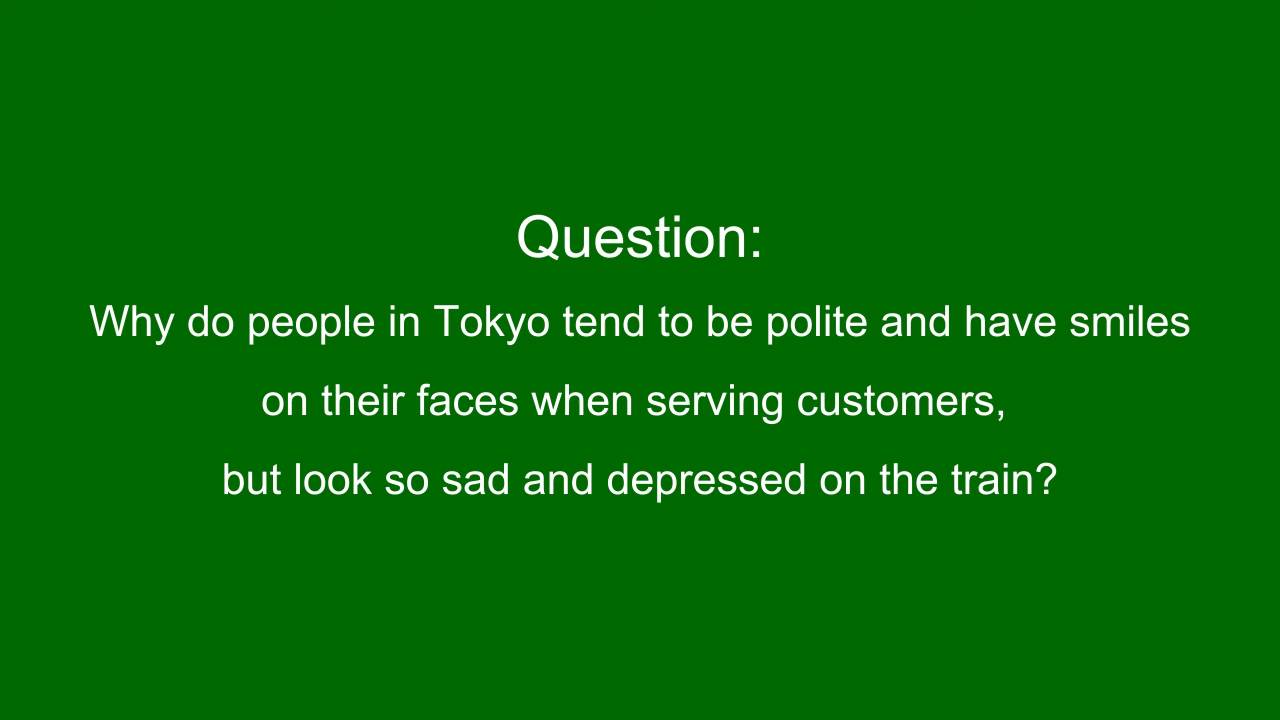 Question:
Why do people in Tokyo tend to be polite and have smiles
on their faces when serving customers,
but look so sad and depressed on the train?